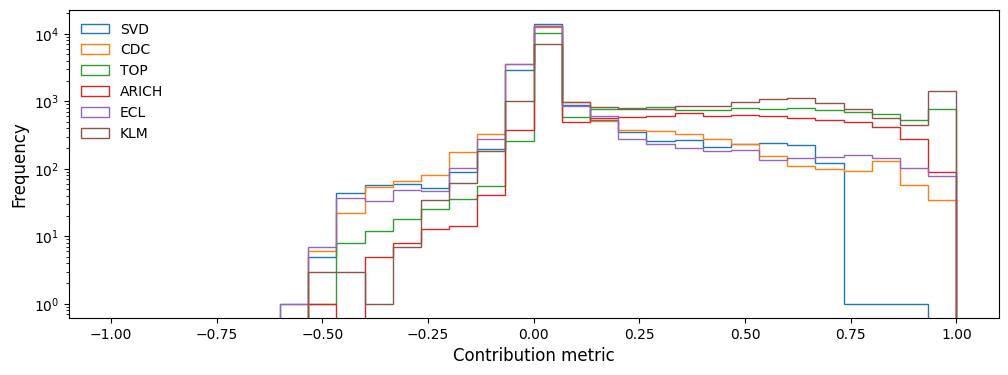 SVD
CDC
TOP
ARICH
ECL
KLM
Frequency
10⁴
10³
10²
10¹
10⁰
−1.00 −0.75 −0.50 −0.25 0.00 0.25 0.50 0.75 1.00
Contribution metric